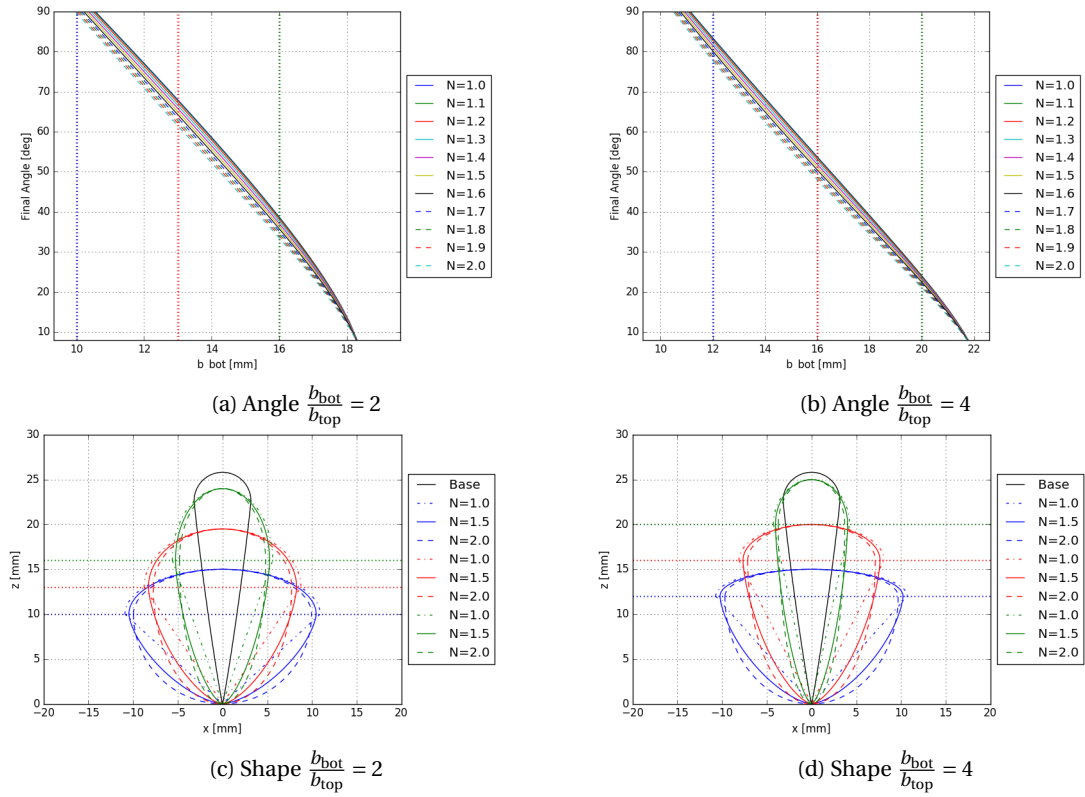 90
80
70
60
50
40
30
20
10
Final Angle [deg]
10 12 14 16 18
b_bot [mm]
N=1.0
N=1.1
N=1.2
N=1.3
N=1.4
N=1.5
N=1.6
N=1.7
N=1.8
N=1.9
N=2.0
(a) Angle b_bot/b_top = 2
90
80
70
60
50
40
30
20
10
Final Angle [deg]
10 12 14 16 18 20 22
b_bot [mm]
N=1.0
N=1.1
N=1.2
N=1.3
N=1.4
N=1.5
N=1.6
N=1.7
N=1.8
N=1.9
N=2.0
(b) Angle b_bot/b_top = 4
30
25
20
15
10
5
0
z [mm]
−20 −15 −10 −5 0 5 10 15 20
x [mm]
Base
N=1.0
N=1.5
N=2.0
N=1.0
N=1.5
N=2.0
N=1.0
N=1.5
N=2.0
(c) Shape b_bot/b_top = 2
30
25
20
15
10
5
0
z [mm]
−20 −15 −10 −5 0 5 10 15 20
x [mm]
Base
N=1.0
N=1.5
N=2.0
N=1.0
N=1.5
N=2.0
N=1.0
N=1.5
N=2.0
(d) Shape b_bot/b_top = 4